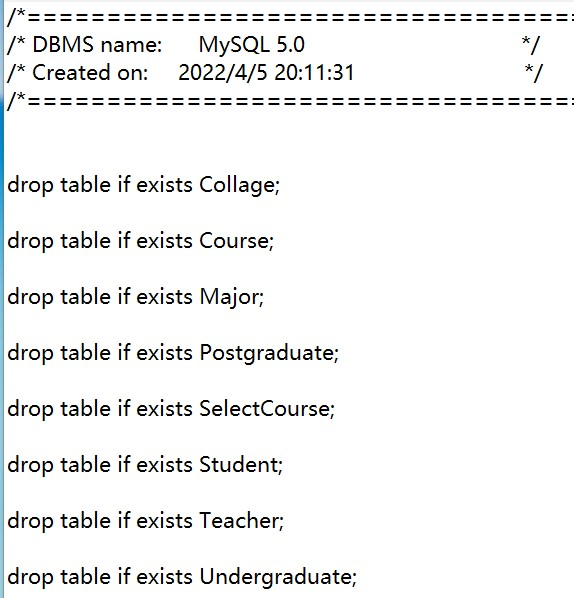 /*==================================
/* DBMS name:      MySQL 5.0                                    */
/* Created on:     2022/4/5 20:11:31                            */
/*==================================
drop table if exists Collage;
drop table if exists Course;
drop table if exists Major;
drop table if exists Postgraduate;
drop table if exists SelectCourse;
drop table if exists Student;
drop table if exists Teacher;
drop table if exists Undergraduate;